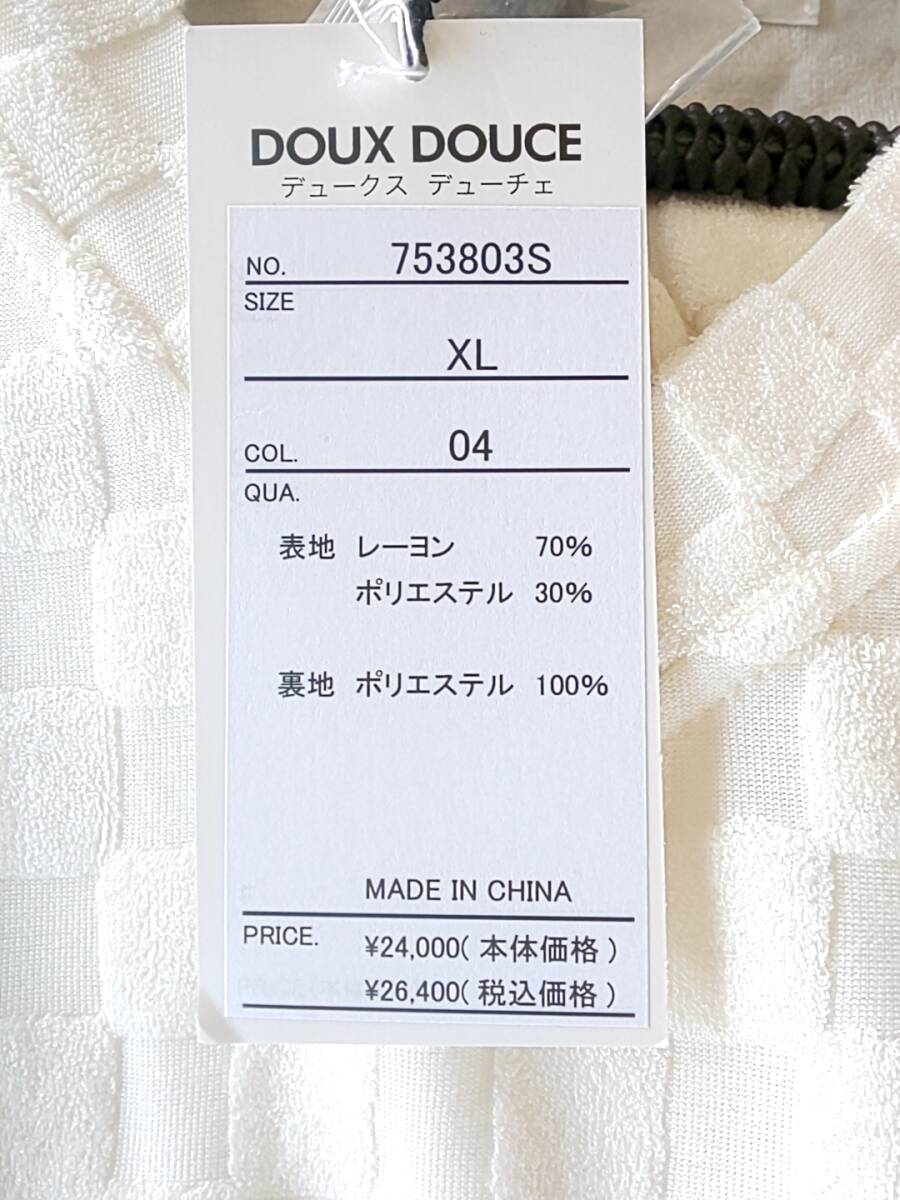 DOUX DOUCE
デュークス デューチェ
NO. 753803S
SIZE
XL
COL. 04
QUA.
表地 レーヨン 70%
ポリエステル 30%
裏地 ポリエステル 100%
MADE IN CHINA
PRICE. ¥24,000(本体価格)
¥26,400(税込価格)